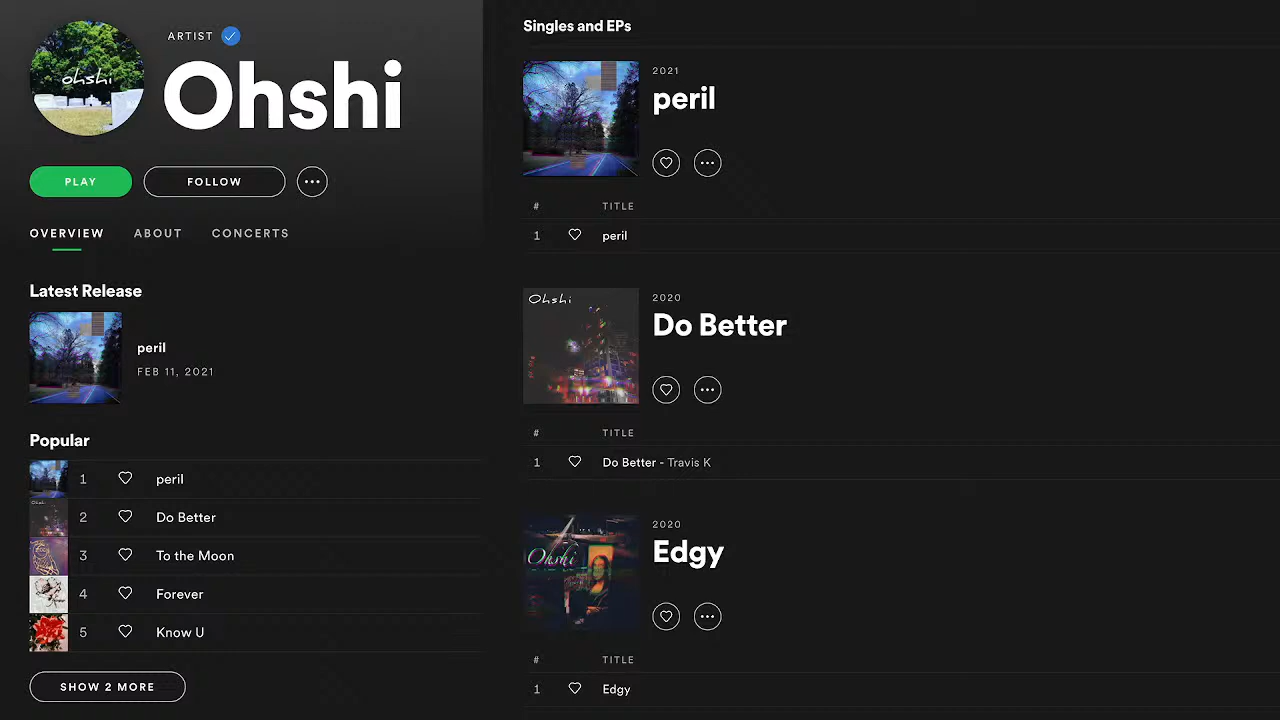 ARTIST
Ohshi
ohshi
PLAY
FOLLOW
OVERVIEW
ABOUT
CONCERTS
Latest Release
peril
FEB 11, 2021
Popular
1 peril
2 Do Better
3 To the Moon
4 Forever
5 Know U
SHOW 2 MORE
Singles and EPs
2021
peril
# TITLE
1 peril
Ohshi
2020
Do Better
# TITLE
1 Do Better - Travis K
Ohshi
2020
Edgy
# TITLE
1 Edgy